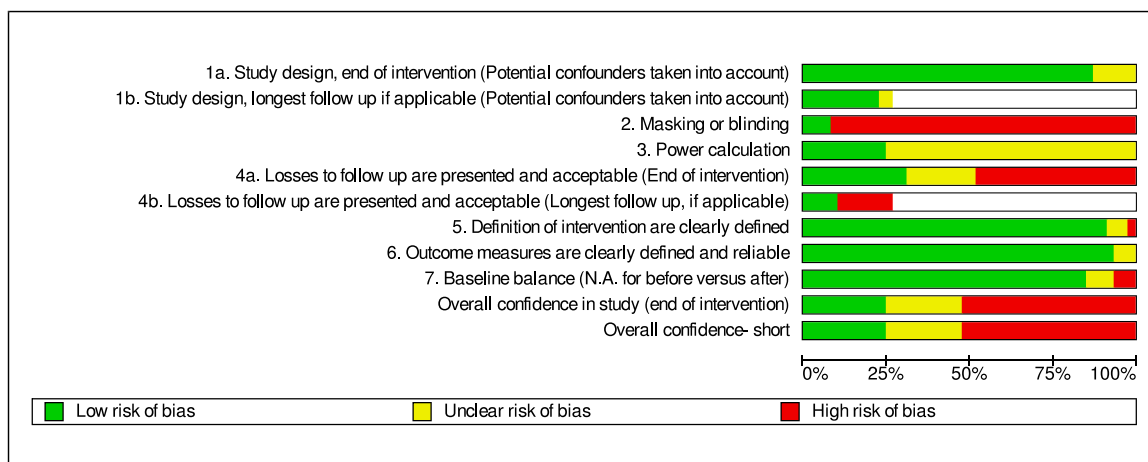 1a. Study design, end of intervention (Potential confounders taken into account)
1b. Study design, longest follow up if applicable (Potential confounders taken into account)
2. Masking or blinding
3. Power calculation
4a. Losses to follow up are presented and acceptable (End of intervention)
4b. Losses to follow up are presented and acceptable (Longest follow up, if applicable)
5. Definition of intervention are clearly defined
6. Outcome measures are clearly defined and reliable
7. Baseline balance (N.A. for before versus after)
Overall confidence in study (end of intervention)
Overall confidence- short
0% 25% 50% 75% 100%
Low risk of bias Unclear risk of bias High risk of bias